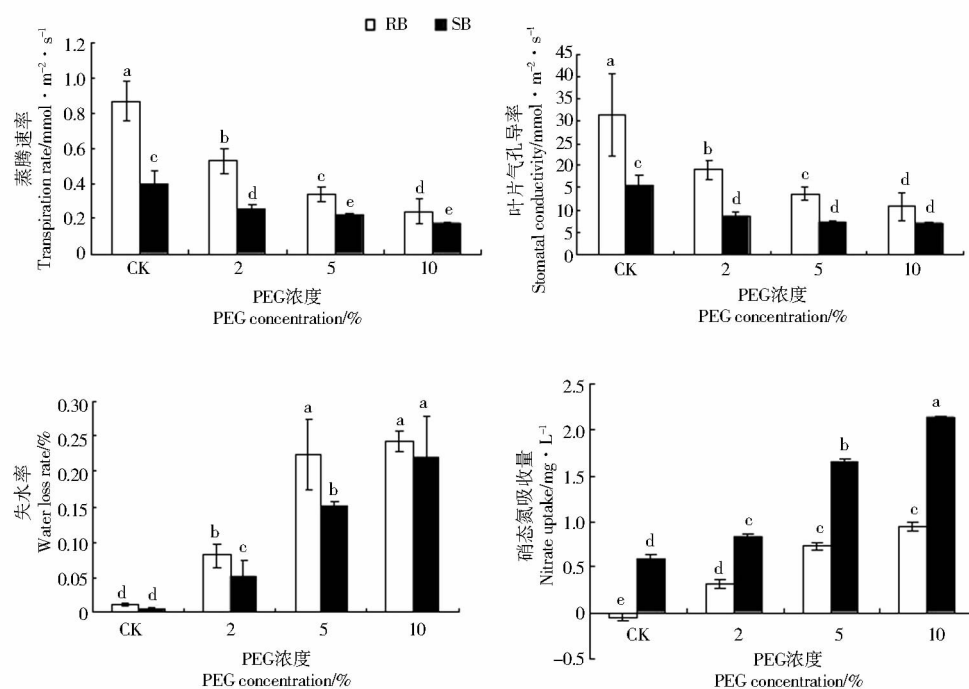 RB SB
蒸腾速率
Transpiration rate/mmol·m⁻²·s⁻¹
1.2
1.0
0.8
0.6
0.4
0.2
0
a
c
b
d
c
e
d
e
CK 2 5 10
PEG浓度
PEG concentration/%
叶片气孔导率
Stomatal conductivity/mmol·m⁻²·s⁻¹
45
40
35
30
25
20
15
10
5
0
a
c
b
d
c
d
d
d
CK 2 5 10
PEG浓度
PEG concentration/%
失水率
Water loss rate/%
0.30
0.25
0.20
0.15
0.10
0.05
0
d
d
b
c
a
b
a
a
CK 2 5 10
PEG浓度
PEG concentration/%
硝态氮吸收量
Nitrate uptake/mg·L⁻¹
2.5
2.0
1.5
1.0
0.5
0
-0.5
e
d
d
c
c
b
c
a
CK 2 5 10
PEG浓度
PEG concentration/%